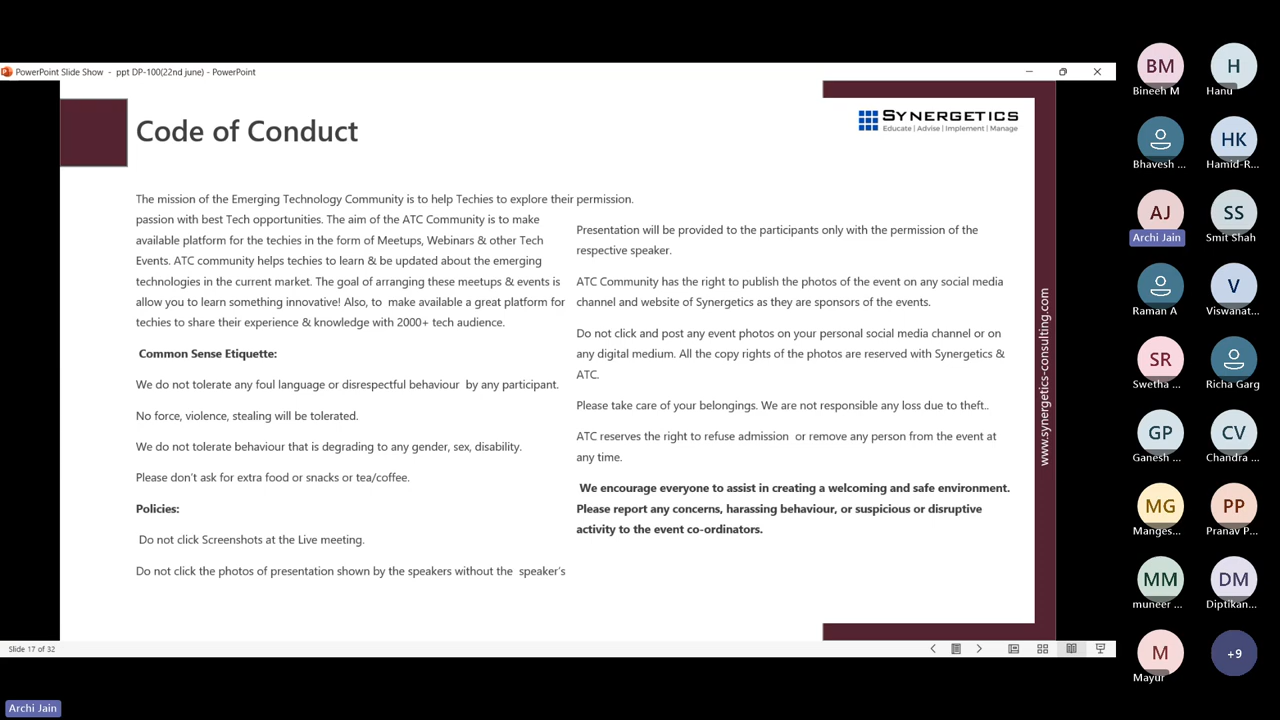 PowerPoint Slide Show - ppt DP-100(22nd june) - PowerPoint
Code of Conduct
SYNERGETICS
Educate | Advise | Implement | Manage
The mission of the Emerging Technology Community is to help Techies to explore their
passion with best Tech opportunities. The aim of the ATC Community is to make
available platform for the techies in the form of Meetups, Webinars & other Tech
Events. ATC community helps techies to learn & be updated about the emerging
technologies in the current market. The goal of arranging these meetups & events is
allow you to learn something innovative! Also, to make available a great platform for
techies to share their experience & knowledge with 2000+ tech audience.
Common Sense Etiquette:
We do not tolerate any foul language or disrespectful behaviour by any participant.
No force, violence, stealing will be tolerated.
We do not tolerate behaviour that is degrading to any gender, sex, disability.
Please don't ask for extra food or snacks or tea/coffee.
Policies:
Do not click Screenshots at the Live meeting.
Do not click the photos of presentation shown by the speakers without the speaker's
permission.
Presentation will be provided to the participants only with the permission of the
respective speaker.
ATC Community has the right to publish the photos of the event on any social media
channel and website of Synergetics as they are sponsors of the events.
Do not click and post any event photos on your personal social media channel or on
any digital medium. All the copy rights of the photos are reserved with Synergetics &
ATC.
Please take care of your belongings. We are not responsible any loss due to theft..
ATC reserves the right to refuse admission or remove any person from the event at
any time.
We encourage everyone to assist in creating a welcoming and safe environment.
Please report any concerns, harassing behaviour, or suspicious or disruptive
activity to the event co-ordinators.
www.synergetics-consulting.com
Slide 17 of 32
Archi Jain
BM
Bineeh M
H
Hanu
Bhavesh ...
HK
Hamid-R...
AJ
Archi Jain
SS
Smit Shah
Raman A
V
Viswanat...
SR
Swetha ...
Richa Garg
GP
Ganesh ...
CV
Chandra ...
MG
Manges...
PP
Pranav P...
MM
muneer ...
DM
Diptikan...
M
Mayur
+9